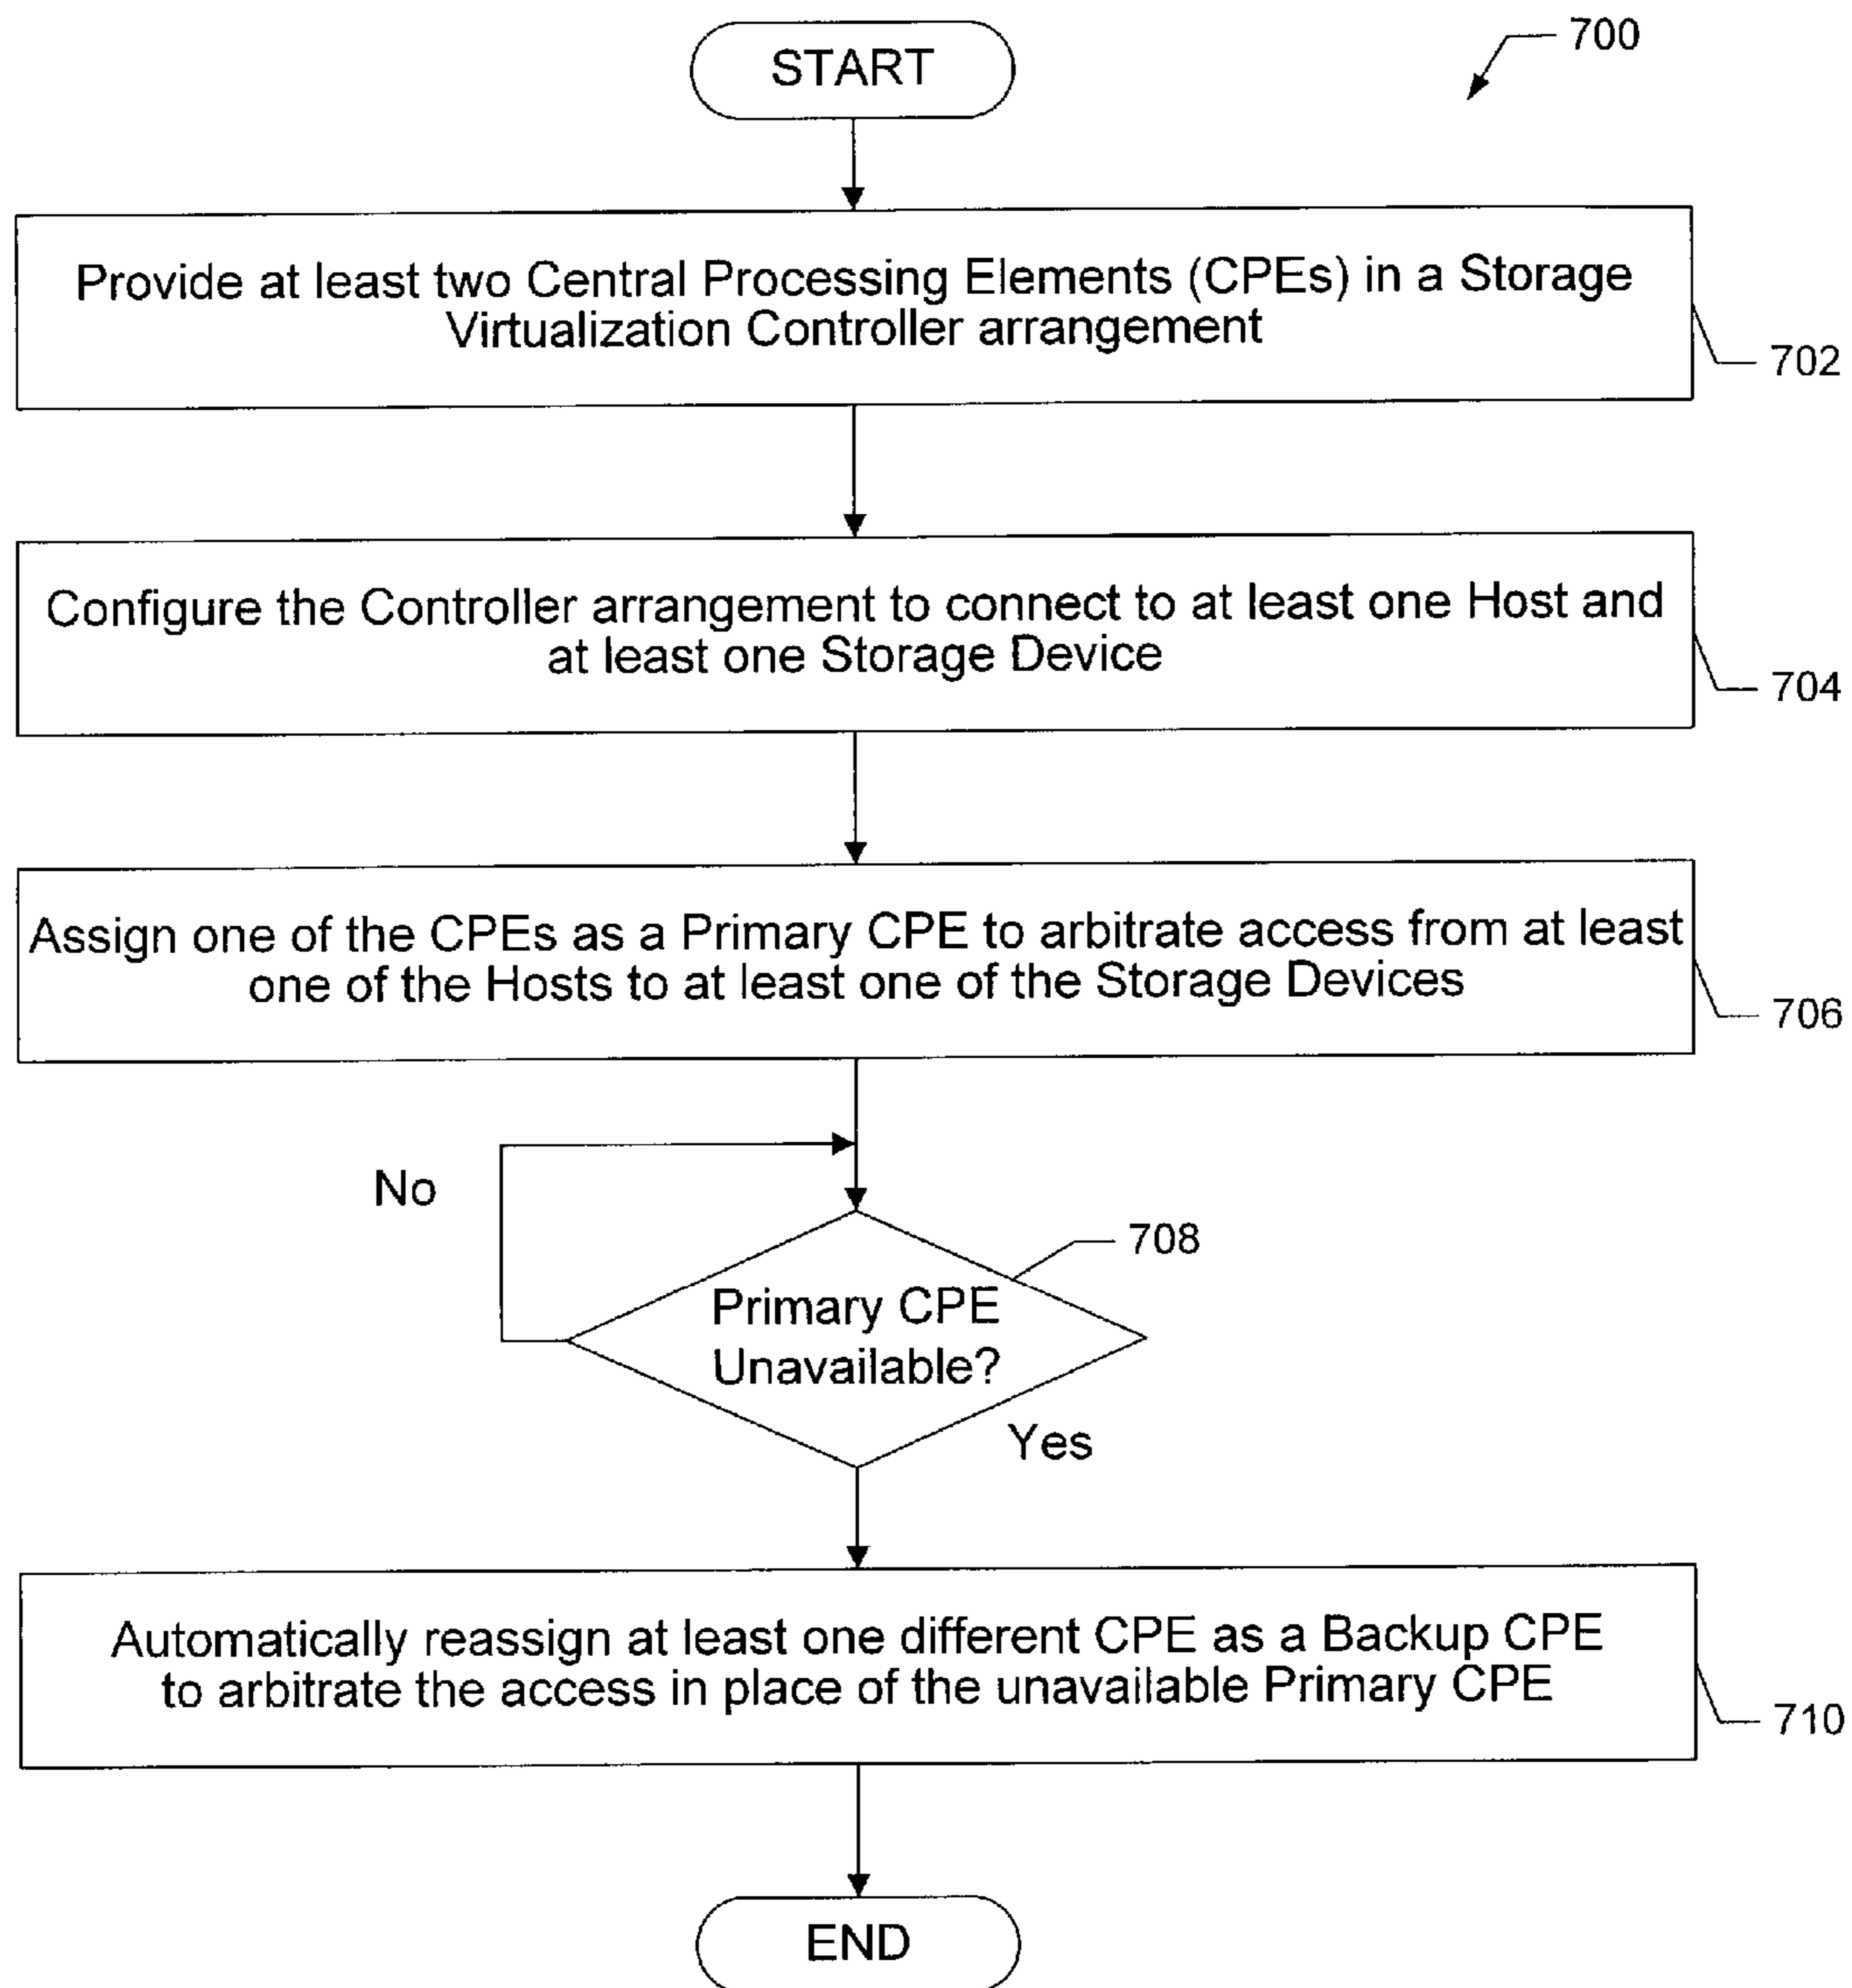 700
START
Provide at least two Central Processing Elements (CPEs) in a Storage
Virtualization Controller arrangement
702
Configure the Controller arrangement to connect to at least one Host and
at least one Storage Device
704
Assign one of the CPEs as a Primary CPE to arbitrate access from at least
one of the Hosts to at least one of the Storage Devices
706
No
708
Primary CPE
Unavailable?
Yes
Automatically reassign at least one different CPE as a Backup CPE
to arbitrate the access in place of the unavailable Primary CPE
710
END